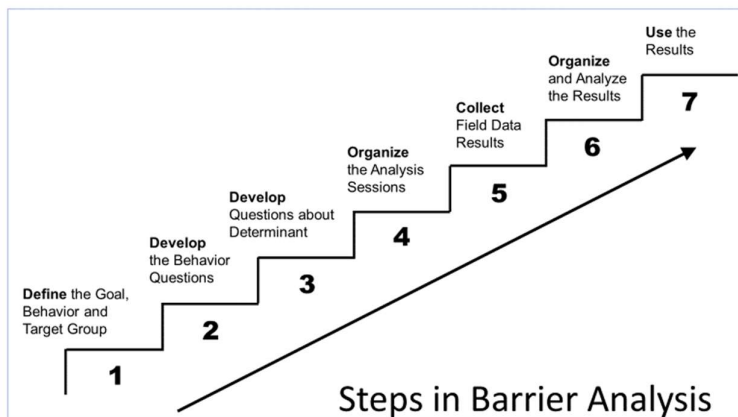 Define the Goal,
Behavior and
Target Group
1
Develop
the Behavior
Questions
2
Develop
Questions about
Determinant
3
Organize
the Analysis
Sessions
4
Collect
Field Data
Results
5
Organize
and Analyze
the Results
6
Use the
Results
7
Steps in Barrier Analysis